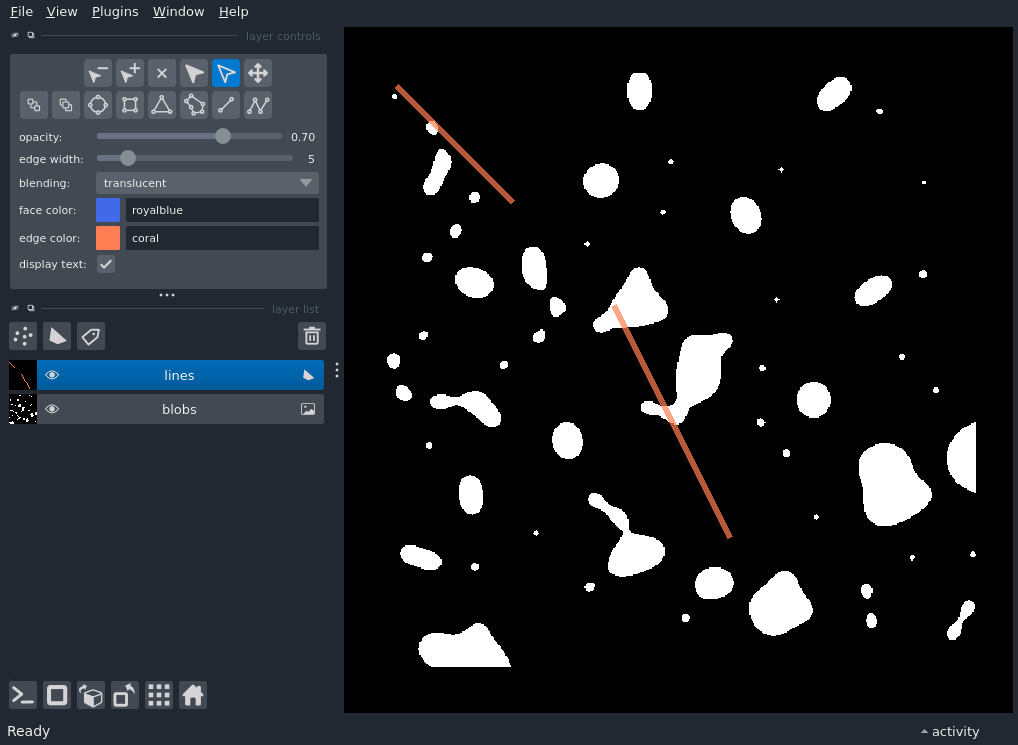 File View Plugins Window Help
layer controls
opacity: 0.70
edge width: 5
blending: translucent
face color: royalblue
edge color: coral
display text:
layer list
lines
blobs
Ready
activity